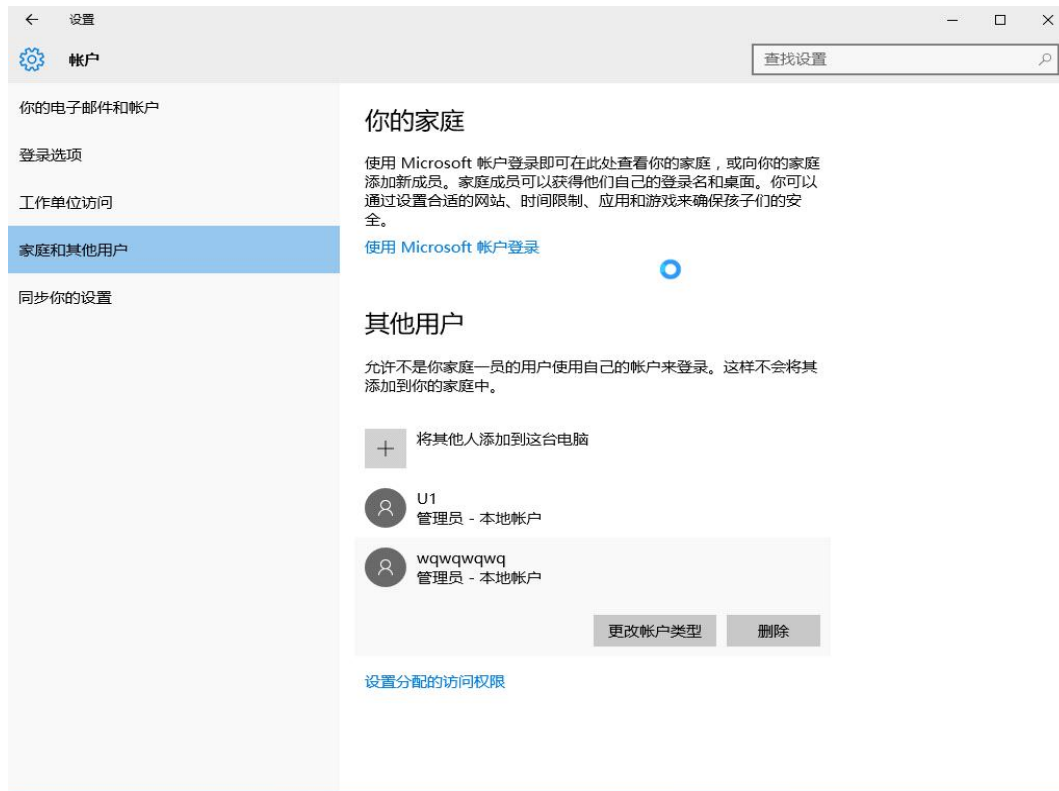 设置
帐户
查找设置
你的电子邮件和帐户
登录选项
工作单位访问
家庭和其他用户
同步你的设置
你的家庭
使用 Microsoft 帐户登录即可在此处查看你的家庭，或向你的家庭
添加新成员。家庭成员可以获得他们自己的登录名和桌面。你可以
通过设置合适的网站、时间限制、应用和游戏来确保孩子们的安
全。
使用 Microsoft 帐户登录
其他用户
允许不是你家庭一员的用户使用自己的帐户来登录。这样不会将其
添加到你的家庭中。
将其他人添加到这台电脑
U1
管理员 - 本地帐户
wqwqwqwq
管理员 - 本地帐户
更改帐户类型
删除
设置分配的访问权限